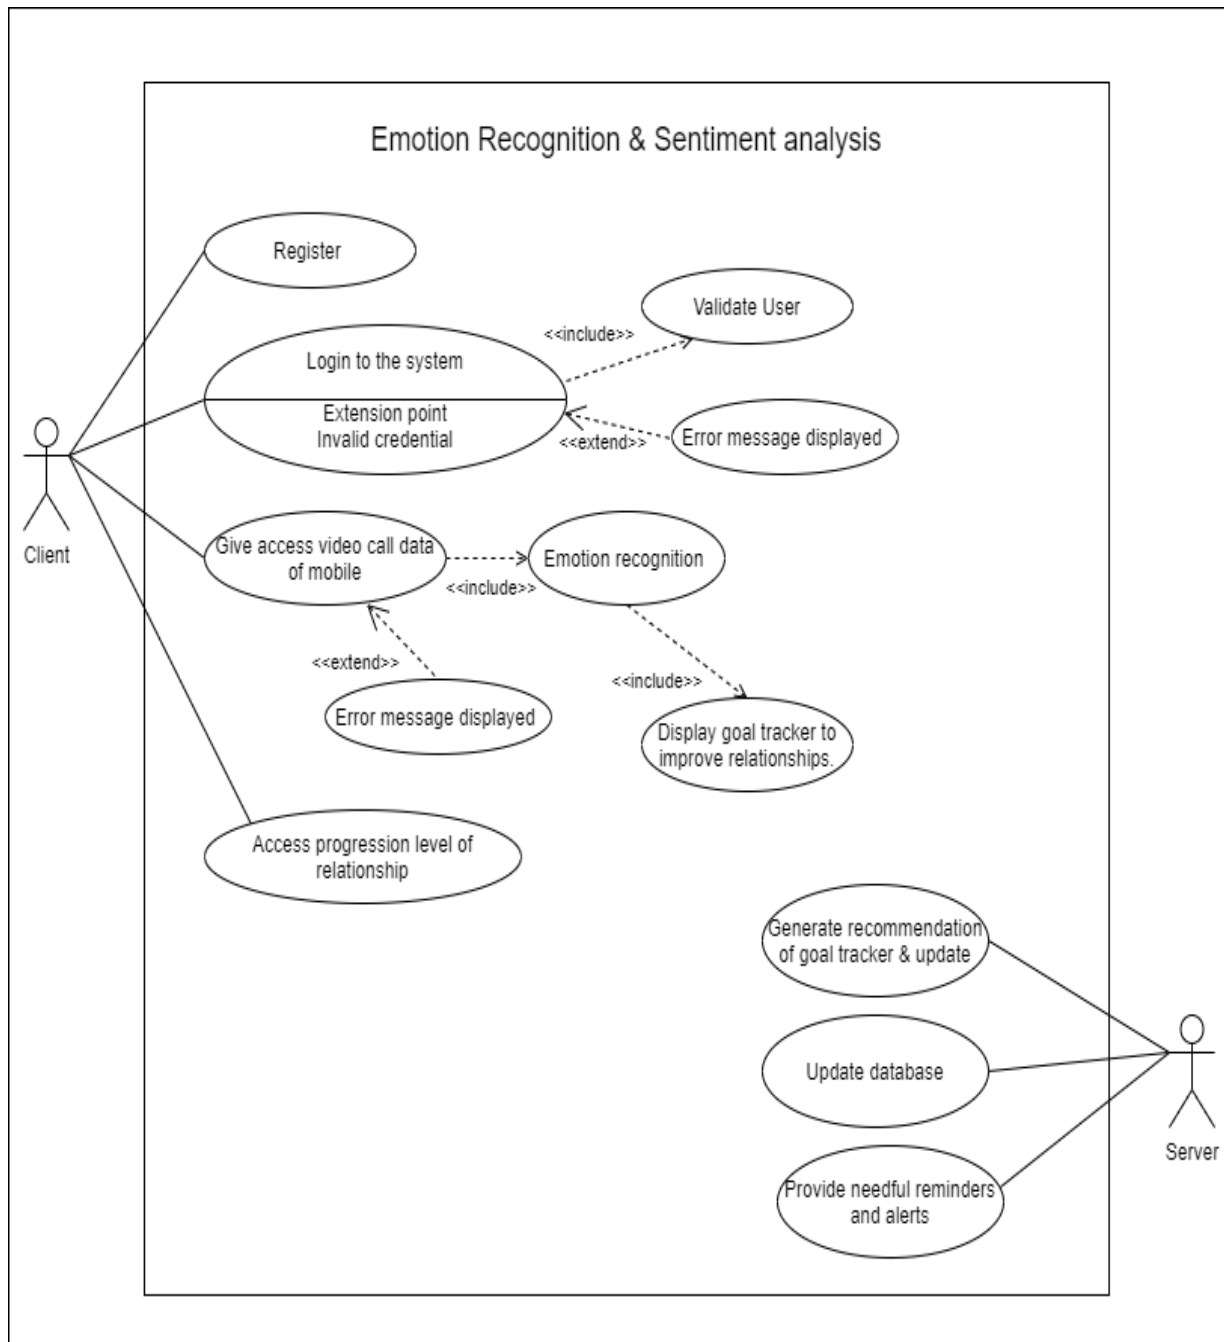 Emotion Recognition & Sentiment analysis
Register
Validate User
<<include>>
Login to the system
Extension point
Invalid credential
<<extend>>
Error message displayed
Client
Give access video call data
of mobile
<<include>>
Emotion recognition
<<extend>>
Error message displayed
<<include>>
Display goal tracker to
improve relationships.
Access progression level of
relationship
Generate recommendation
of goal tracker & update
Update database
Server
Provide needful reminders
and alerts